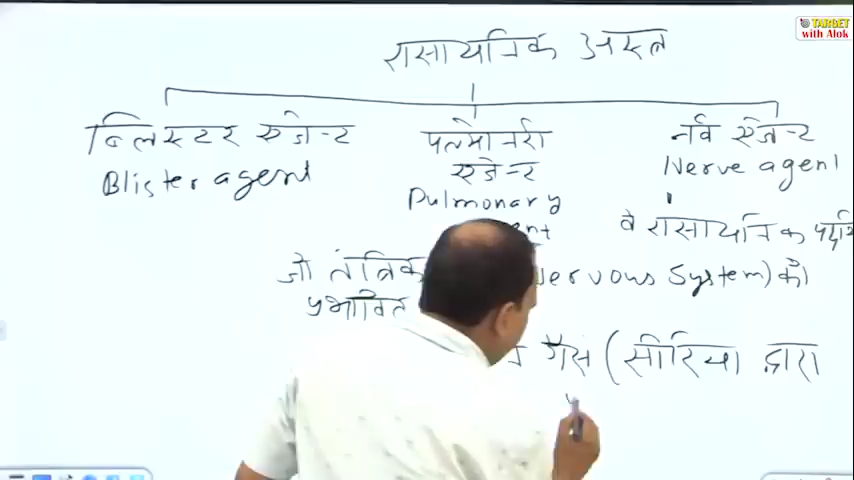 TARGET
with Alok
रासायनिक अस्त्र
ब्लिस्टर एजेन्ट
Blister agent
पल्मोनरी
एजेन्ट
Pulmonary
नर्व एजेन्ट
Nerve agent
वे रासायनिक
जो
Nervous System) को
प्रभावित
गैस (सीरिया द्वारा